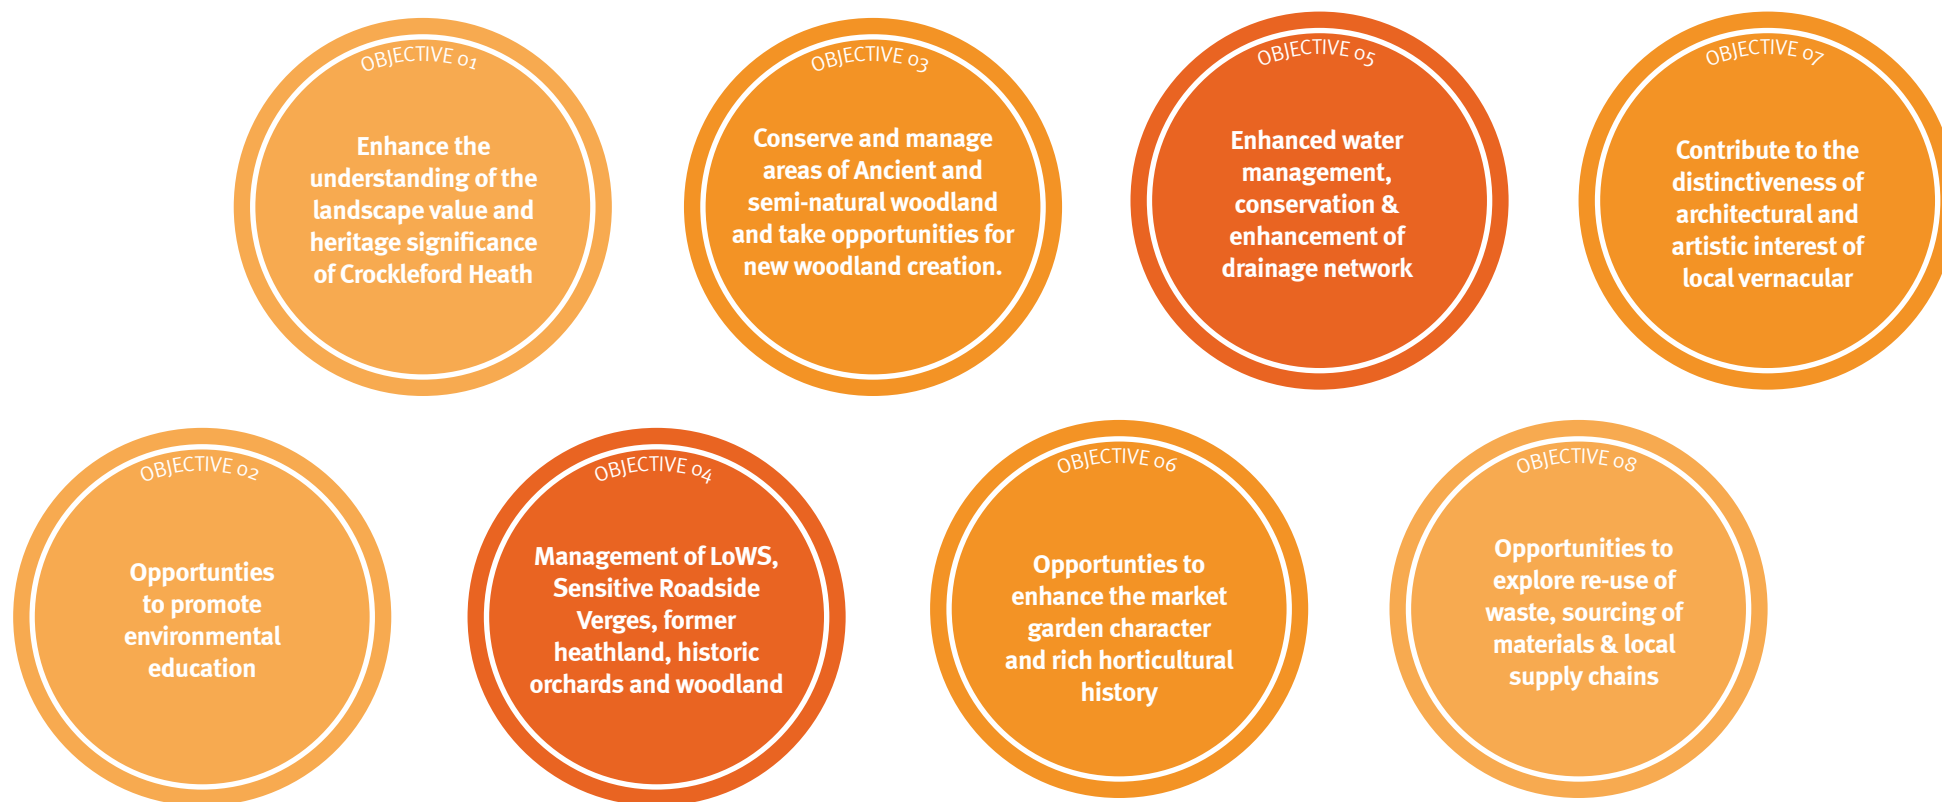 OBJECTIVE 01
Enhance the
understanding of the
landscape value and
heritage significance
of Crockleford Heath
OBJECTIVE 03
Conserve and manage
areas of Ancient and
semi-natural woodland
and take opportunities for
new woodland creation.
OBJECTIVE 05
Enhanced water
management,
conservation &
enhancement of
drainage network
OBJECTIVE 07
Contribute to the
distinctiveness of
architectural and
artistic interest of
local vernacular
OBJECTIVE 02
Opportunties
to promote
environmental
education
OBJECTIVE 04
Management of LoWS,
Sensitive Roadside
Verges, former
heathland, historic
orchards and woodland
OBJECTIVE 06
Opportunties to
enhance the market
garden character
and rich horticultural
history
OBJECTIVE 08
Opportunities to
explore re-use of
waste, sourcing of
materials & local
supply chains